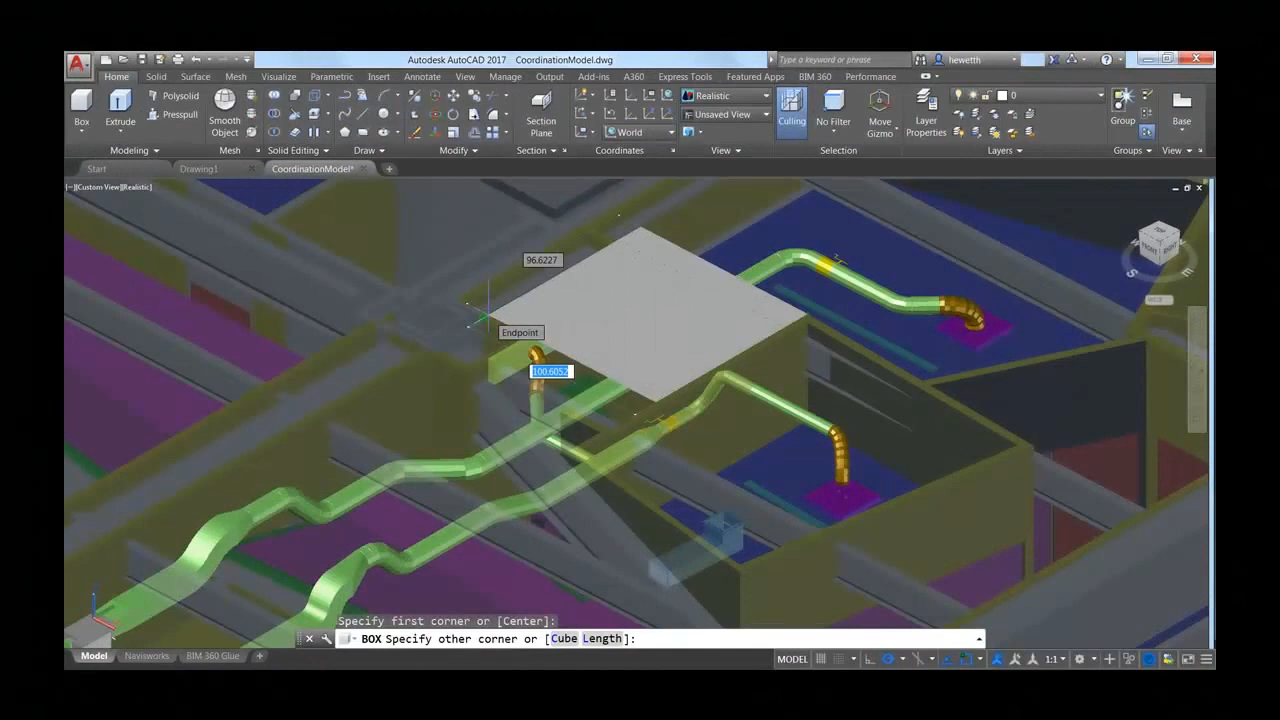 Autodesk AutoCAD 2017 CoordinationModel.dwg
Type a keyword or phrase
hewetth
Home Solid Surface Mesh Visualize Parametric Insert Annotate View Manage Output Add-ins A360 Express Tools Featured Apps BIM 360 Performance
Box
Extrude
Polysolid
Presspull
Smooth
Object
Section
Plane
World
Realistic
Unsaved View
Culling
No Filter
Move
Gizmo
Layer
Properties
0
Group
Base
Modeling Mesh Solid Editing Draw Modify Section Coordinates View Selection Layers Groups View
Start Drawing1 CoordinationModel*
[−][Custom View][Realistic]
TOP
FRONT
RIGHT
S
E
96.6227
Endpoint
100.6052
Specify first corner or [Center]:
BOX Specify other corner or [Cube Length]:
Model Navisworks BIM 360 Glue
MODEL 1:1